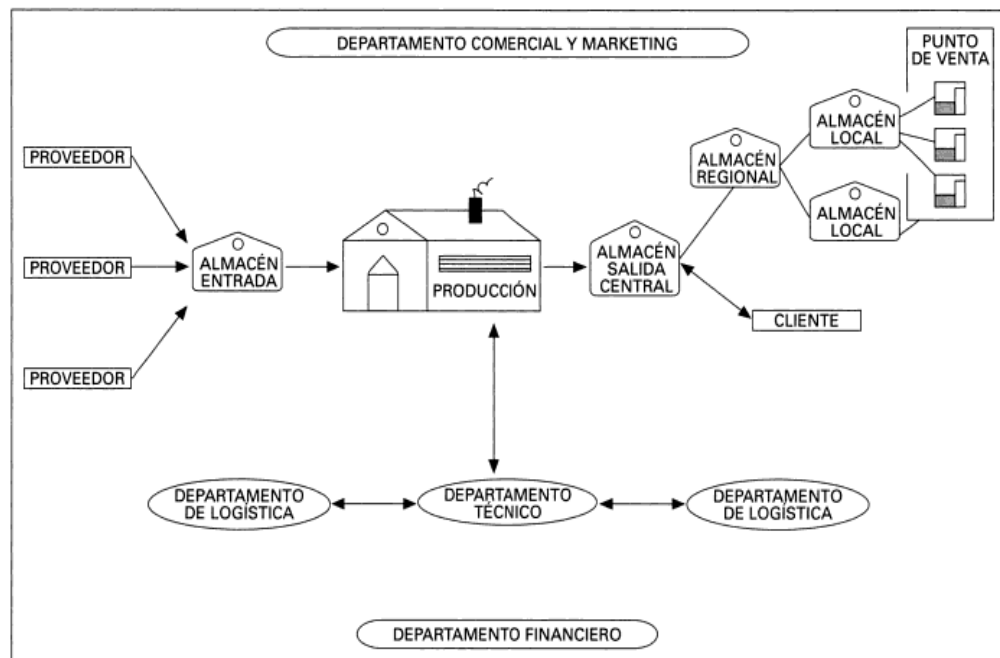 DEPARTAMENTO COMERCIAL Y MARKETING
PUNTO
DE VENTA
ALMACÉN
LOCAL
PROVEEDOR
ALMACÉN
REGIONAL
ALMACÉN
LOCAL
ALMACÉN
ENTRADA
PROVEEDOR
ALMACÉN
SALIDA
CENTRAL
PRODUCCIÓN
CLIENTE
PROVEEDOR
DEPARTAMENTO
DE LOGÍSTICA
DEPARTAMENTO
TÉCNICO
DEPARTAMENTO
DE LOGÍSTICA
DEPARTAMENTO FINANCIERO